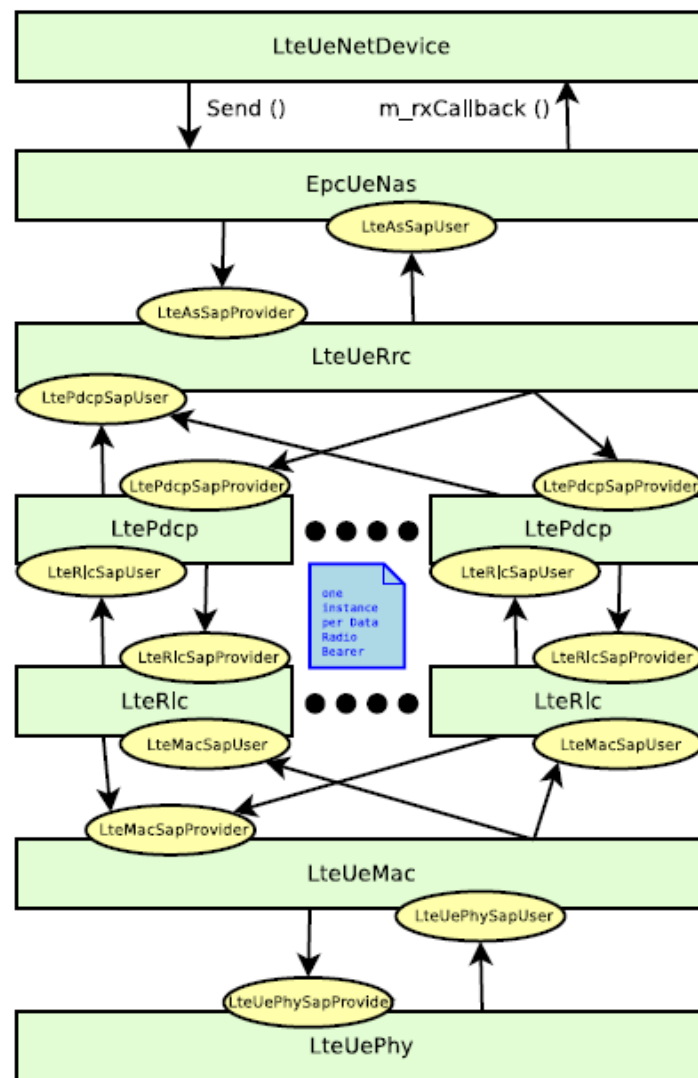 LteUeNetDevice
Send ()
m_rxCallback ()
EpcUeNas
LteAsSapUser
LteAsSapProvider
LteUeRrc
LtePdcpSapUser
LtePdcpSapProvider
LtePdcpSapProvider
LtePdcp
LtePdcp
LteRlcSapUser
LteRlcSapUser
one
instance
per Data
Radio
Bearer
LteRlcSapProvider
LteRlcSapProvider
LteRlc
LteRlc
LteMacSapUser
LteMacSapUser
LteMacSapProvider
LteUeMac
LteUePhySapUser
LteUePhySapProvider
LteUePhy